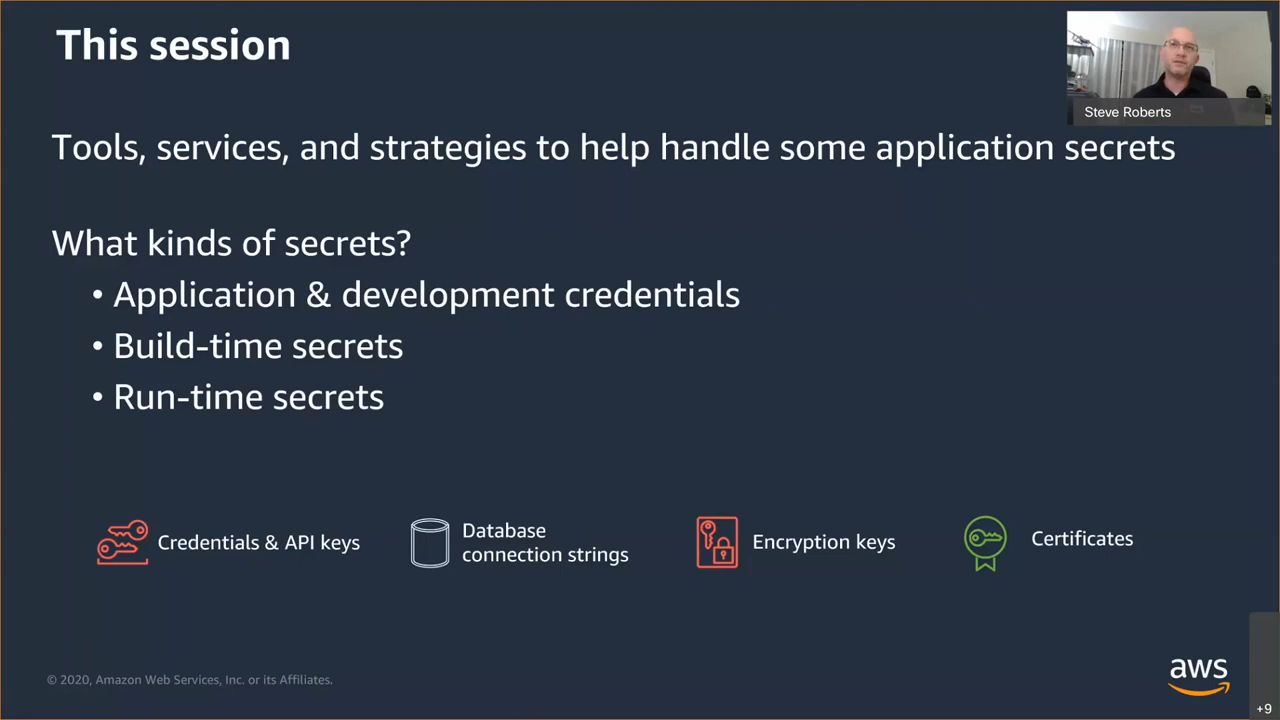 This session
Steve Roberts
Tools, services, and strategies to help handle some application secrets
What kinds of secrets?
• Application & development credentials
• Build-time secrets
• Run-time secrets
Credentials & API keys
Database
connection strings
Encryption keys
Certificates
© 2020, Amazon Web Services, Inc. or its Affiliates.
aws
+9